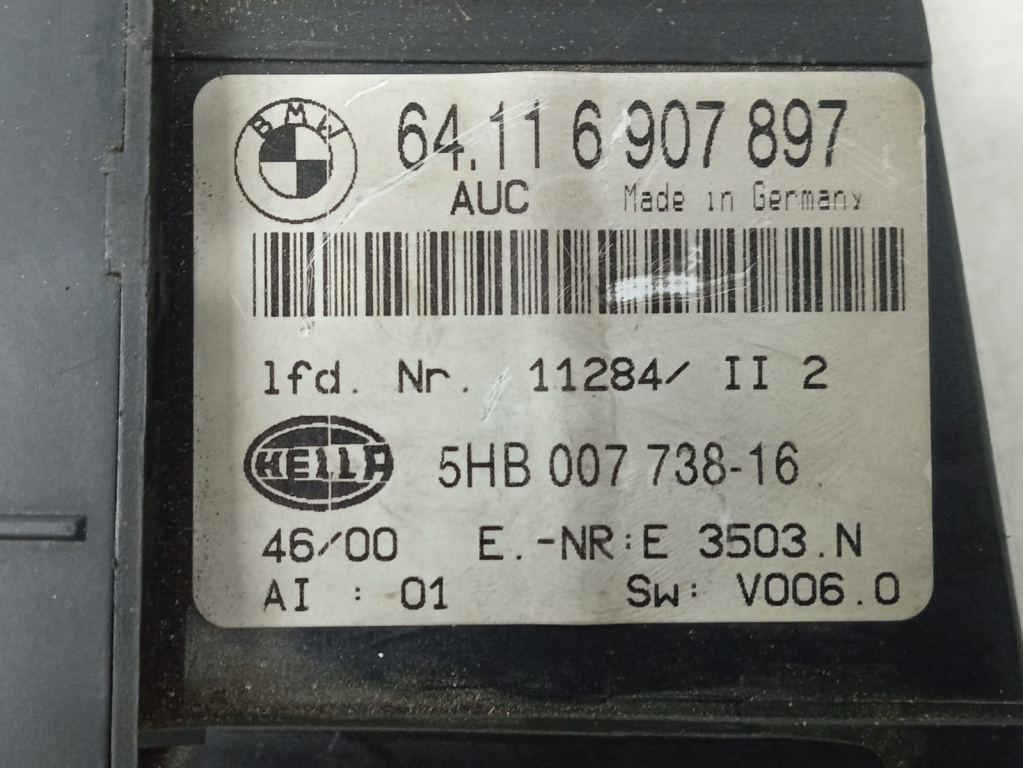 BMW
64.11 6 907 897
AUC Made in Germany
lfd. Nr. 11284/ II 2
HELLA 5HB 007 738-16
46/00 E.-NR:E 3503.N
AI : 01 Sw: V006.0